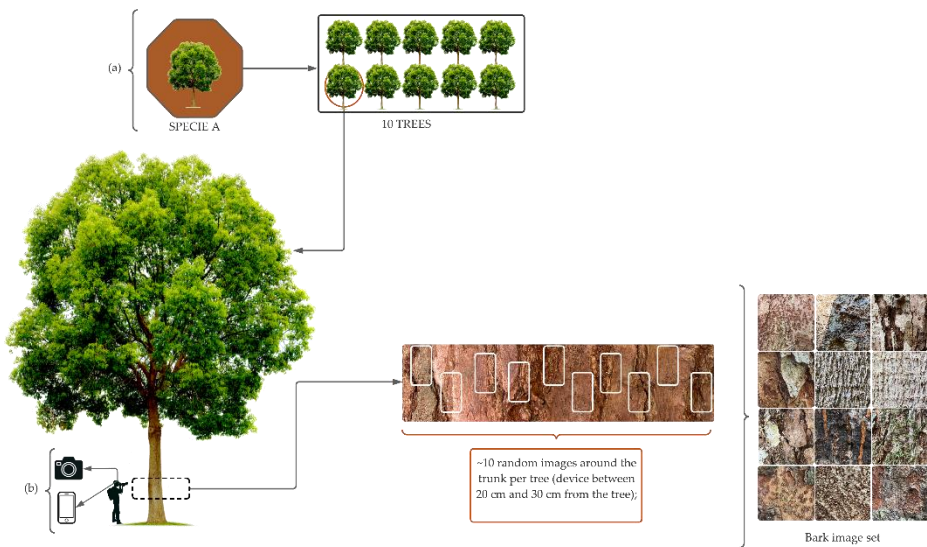 (a)
SPECIE A
10 TREES
(b)
~10 random images around the
trunk per tree (device between
20 cm and 30 cm from the tree);
Bark image set